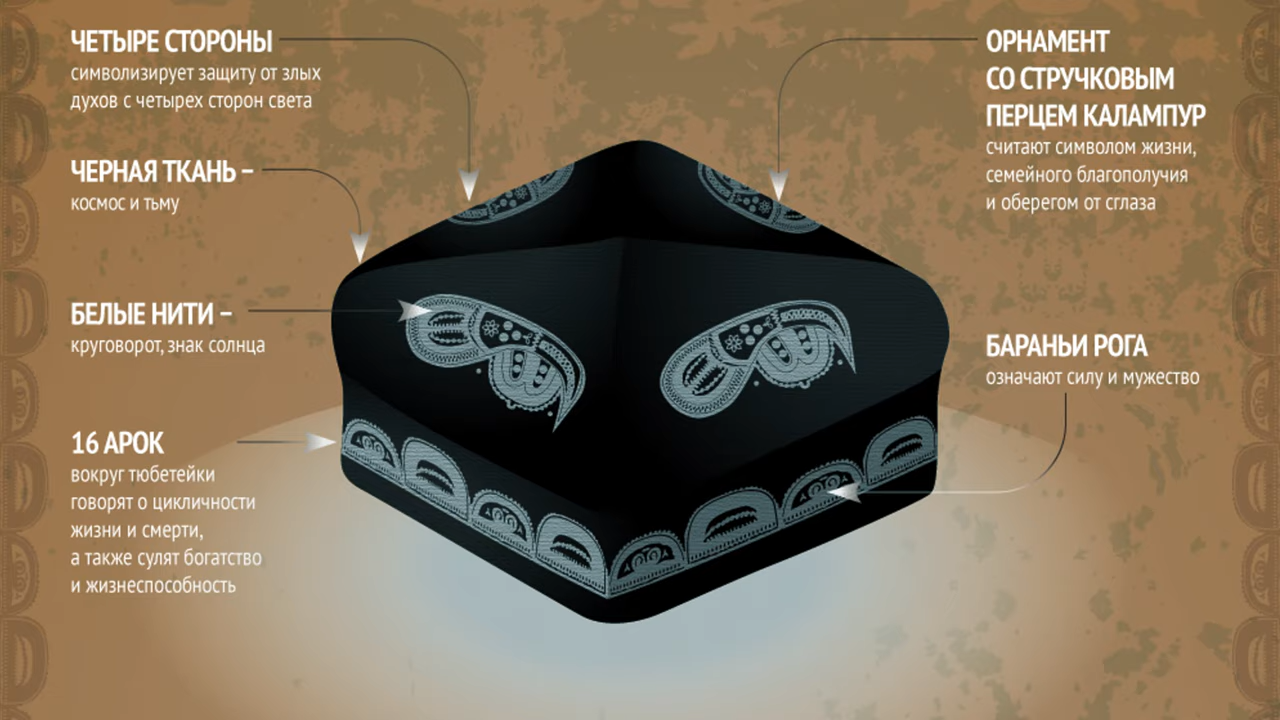 ЧЕТЫРЕ СТОРОНЫ
символизирует защиту от злых
духов с четырех сторон света
ЧЕРНАЯ ТКАНЬ –
космос и тьму
БЕЛЫЕ НИТИ –
круговорот, знак солнца
16 АРОК
вокруг тюбетейки
говорят о цикличности
жизни и смерти,
а также сулят богатство
и жизнеспособность
ОРНАМЕНТ
СО СТРУЧКОВЫМ
ПЕРЦЕМ КАЛАМПУР
считают символом жизни,
семейного благополучия
и оберегом от сглаза
БАРАНЬИ РОГА
означают силу и мужество